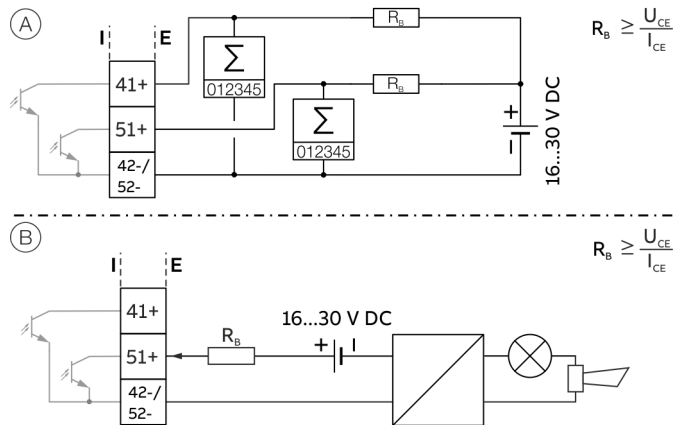 A
I E
41+
51+
42-/
52-
Σ
012345
Σ
012345
R_B
R_B
+
–
16...30 V DC
R_B ≥ U_CE
I_CE
B
I E
41+
51+
42-/
52-
R_B
16...30 V DC
+ –
R_B ≥ U_CE
I_CE